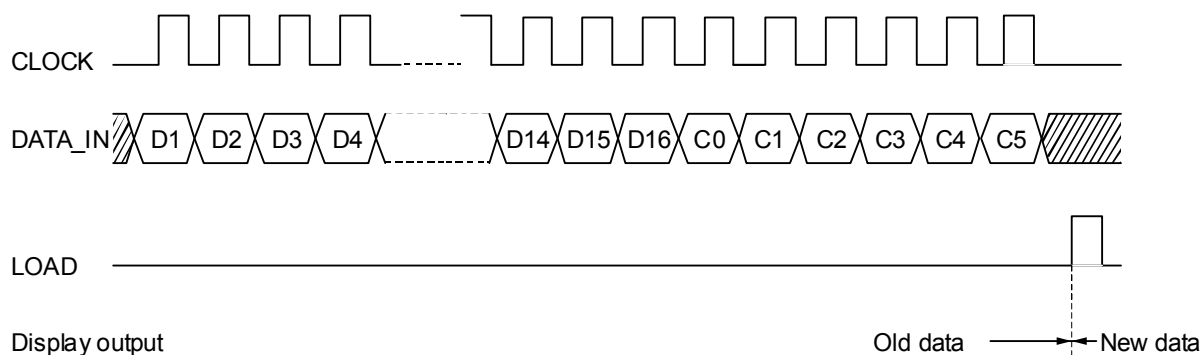 CLOCK
DATA_IN D1 D2 D3 D4 D14 D15 D16 C0 C1 C2 C3 C4 C5
LOAD
Display output Old data New data